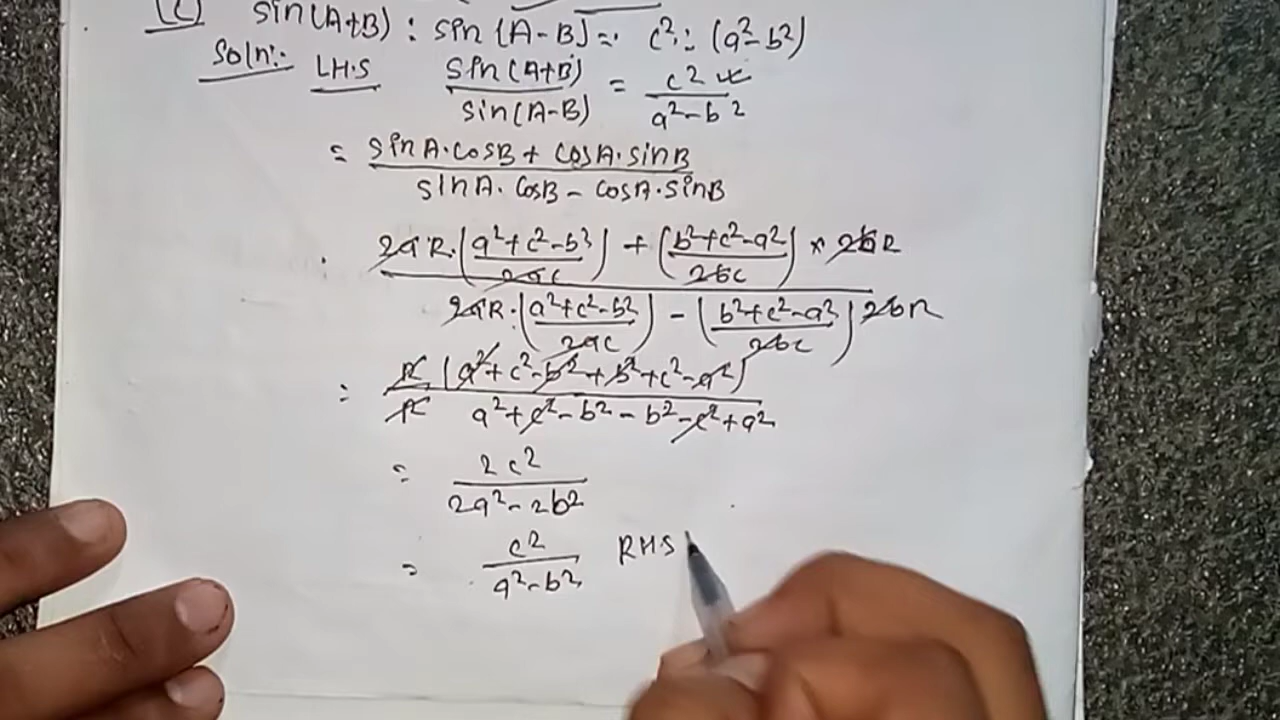 (c) sin(A+B) : sin (A-B) = c² : (a²-b²)
Soln:- LHS sin(A+B) / sin(A-B) = c² / a²-b²
= sinA.cosB + cosA.sinB / sinA.cosB - cosA.sinB
: 2aR.(a²+c²-b² / 2ac) + (b²+c²-a² / 2bc) × 2bR / 2aR.(a²+c²-b² / 2ac) - (b²+c²-a² / 2bc) 2bR
= R (a²+c²-b²+b²+c²-a²) / R a²+c²-b²-b²-c²+a²
= 2c² / 2a²-2b²
= c² / a²-b² RHS